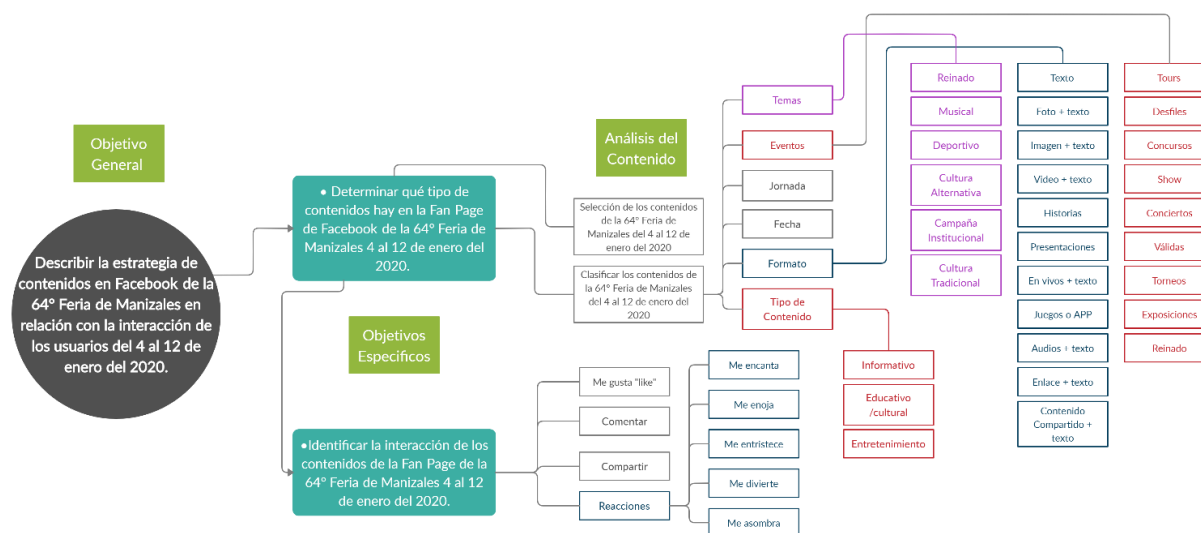 Objetivo
General
Describir la estrategia de
contenidos en Facebook de la
64° Feria de Manizales en
relación con la interacción de
los usuarios del 4 al 12 de
enero del 2020.
• Determinar qué tipo de
contenidos hay en la Fan Page
de Facebook de la 64° Feria de
Manizales 4 al 12 de enero del
2020.
Objetivos
Específicos
•Identificar la interacción de los
contenidos de la Fan Page de la
64° Feria de Manizales 4 al 12
de enero del 2020.
Análisis del
Contenido
Selección de los contenidos
de la 64° Feria de
Manizales del 4 al 12 de
enero del 2020
Clasificar los contenidos de
la 64° Feria de Manizales
del 4 al 12 de enero del
2020
Me gusta "like"
Comentar
Compartir
Reacciones
Me encanta
Me enoja
Me entristece
Me divierte
Me asombra
Temas
Eventos
Jornada
Fecha
Formato
Tipo de
Contenido
Informativo
Educativo
/cultural
Entretenimiento
Reinado
Musical
Deportivo
Cultura
Alternativa
Campaña
Institucional
Cultura
Tradicional
Texto
Foto + texto
Imagen + texto
Video + texto
Historias
Presentaciones
En vivos + texto
Juegos o APP
Audios + texto
Enlace + texto
Contenido
Compartido +
texto
Tours
Desfiles
Concursos
Show
Conciertos
Válidas
Torneos
Exposiciones
Reinado